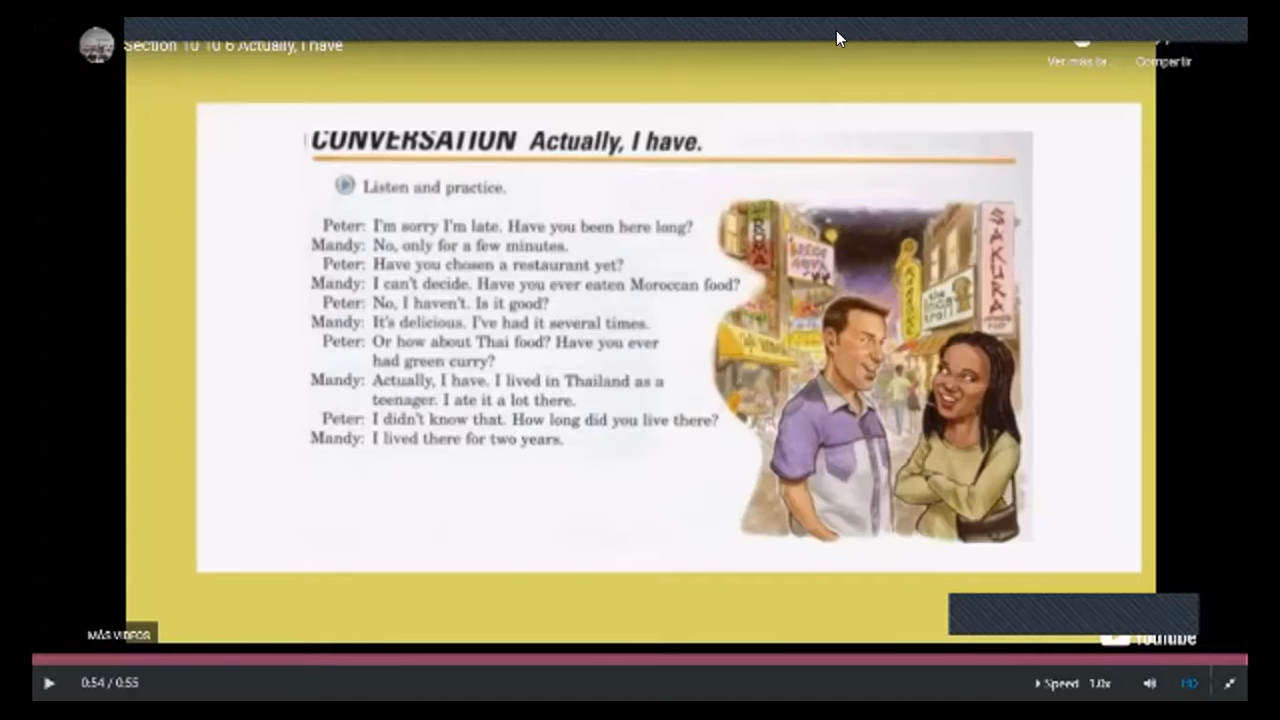 Section 10 10 6 Actually, I have
Ver más ta...
Compartir
CONVERSATION Actually, I have.
Listen and practice.
Peter: I'm sorry I'm late. Have you been here long?
Mandy: No, only for a few minutes.
Peter: Have you chosen a restaurant yet?
Mandy: I can't decide. Have you ever eaten Moroccan food?
Peter: No, I haven't. Is it good?
Mandy: It's delicious. I've had it several times.
Peter: Or how about Thai food? Have you ever
had green curry?
Mandy: Actually, I have. I lived in Thailand as a
teenager. I ate it a lot there.
Peter: I didn't know that. How long did you live there?
Mandy: I lived there for two years.
ROMA
SAKURA
MÁS VIDEOS
YouTube
0:54 / 0:55
Speed 1.0x
HD